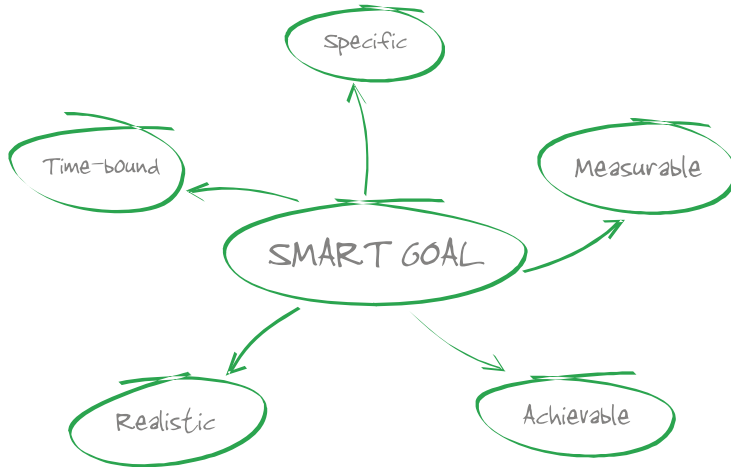 Specific
Measurable
Time-bound
SMART GOAL
Realistic
Achievable